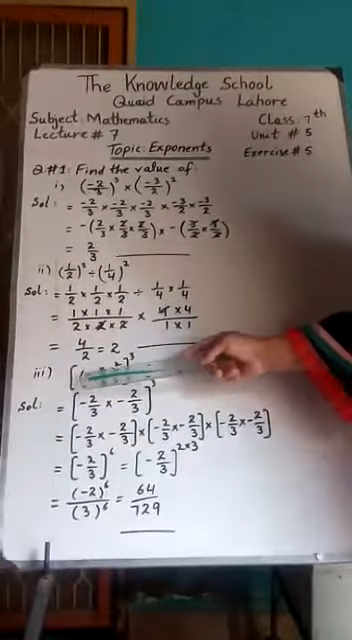 The Knowledge School
Quaid Campus Lahore
Subject: Mathematics Class: 7th
Lecture # 7 Unit # 5
Topic: Exponents Exercise # 5
Q#1: Find the value of:
i) (-2/3)³ × (-3/2)²
Sol: = -2/3 × -2/3 × -2/3 × -3/2 × -3/2
= -(2/3 × 2/3 × 2/3) × -(3/2 × 3/2)
= 2/3
ii) (1/2)³ ÷ (1/4)²
Sol: = 1/2 × 1/2 × 1/2 ÷ 1/4 × 1/4
= 1×1×1/2×2×2 × 4×4/1×1
= 4/2 = 2
iii)
Sol: = [-2/3 × -2/3]³
= [-2/3 × -2/3] × [-2/3 × -2/3] × [-2/3 × -2/3]
= [-2/3]⁶ = [-2/3]²ˣ³
= (-2)⁶/(3)⁶ = 64/729